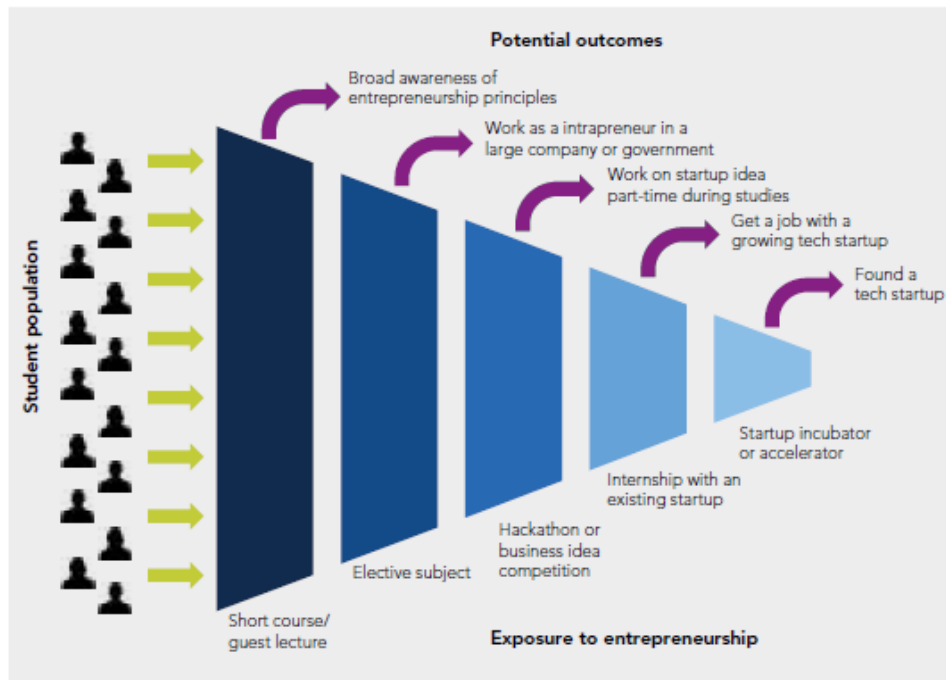 Potential outcomes
Broad awareness of
entrepreneurship principles
Work as a intrapreneur in a
large company or government
Work on startup idea
part-time during studies
Get a job with a
growing tech startup
Found a
tech startup
Student population
Startup incubator
or accelerator
Internship with an
existing startup
Hackathon or
business idea
competition
Elective subject
Short course/
guest lecture
Exposure to entrepreneurship